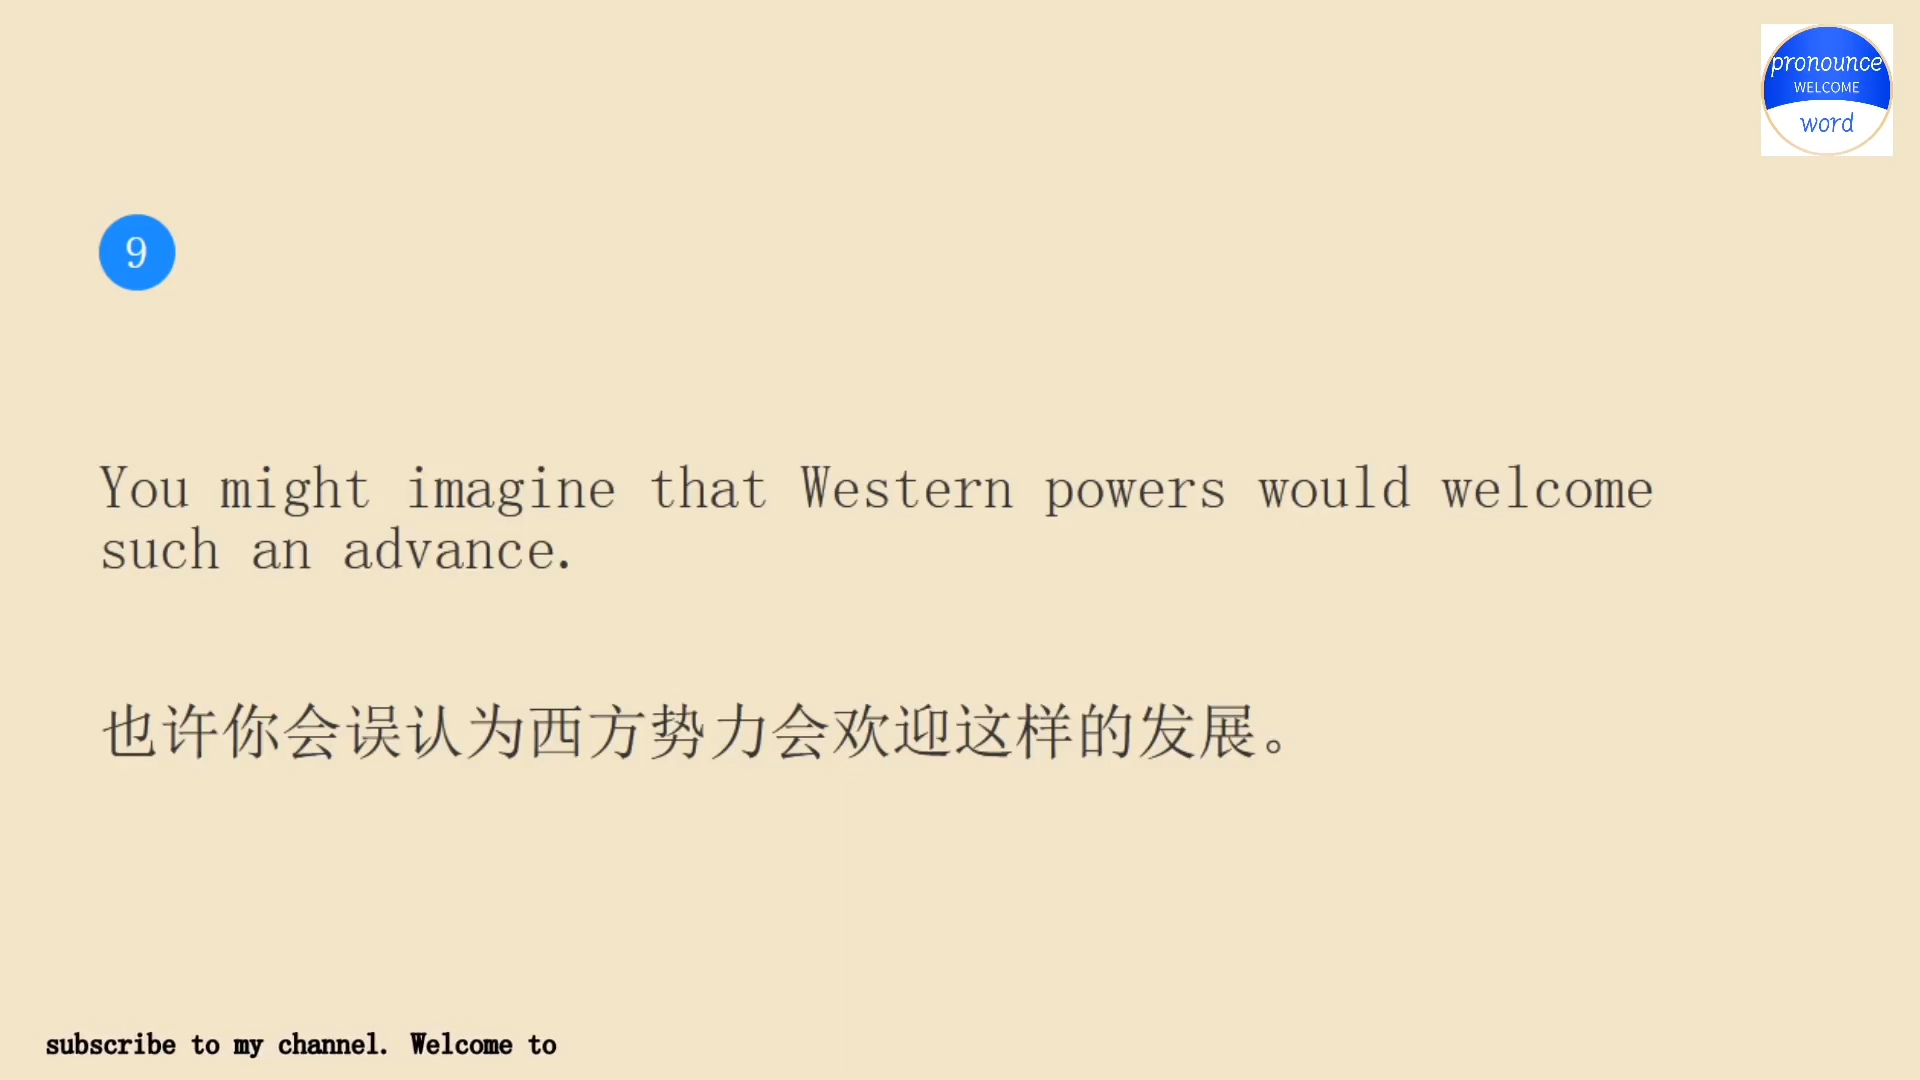 pronounce
WELCOME
word
9
You might imagine that Western powers would welcome
such an advance.
也许你会误认为西方势力会欢迎这样的发展。
subscribe to my channel. Welcome to